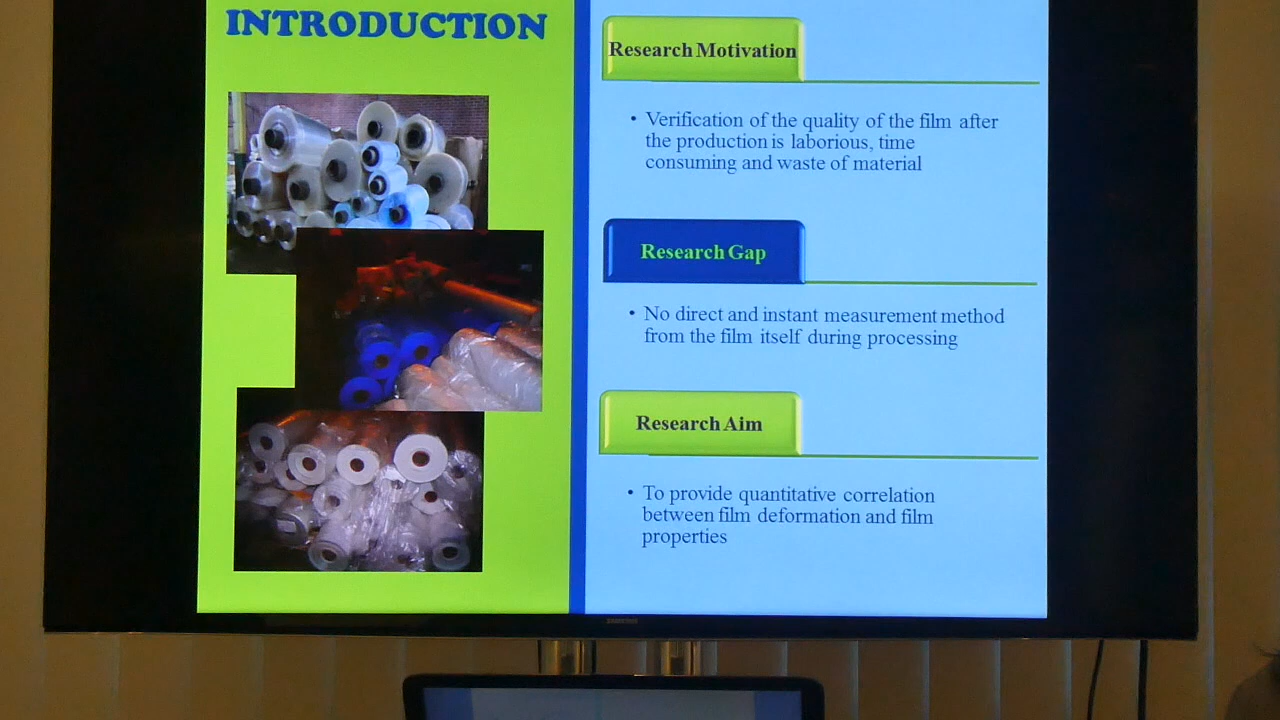 INTRODUCTION
Research Motivation
• Verification of the quality of the film after
the production is laborious, time
consuming and waste of material
Research Gap
• No direct and instant measurement method
from the film itself during processing
Research Aim
• To provide quantitative correlation
between film deformation and film
properties
SAMSUNG